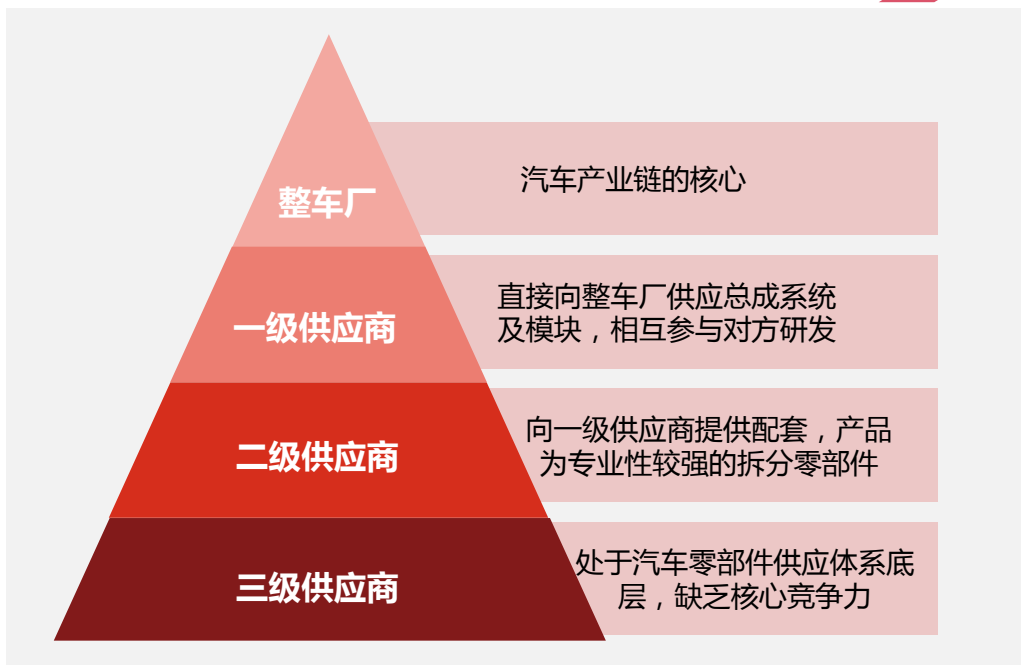 整车厂
汽车产业链的核心
一级供应商
直接向整车厂供应总成系统
及模块，相互参与对方研发
二级供应商
向一级供应商提供配套，产品
为专业性较强的拆分零部件
三级供应商
处于汽车零部件供应体系底
层，缺乏核心竞争力